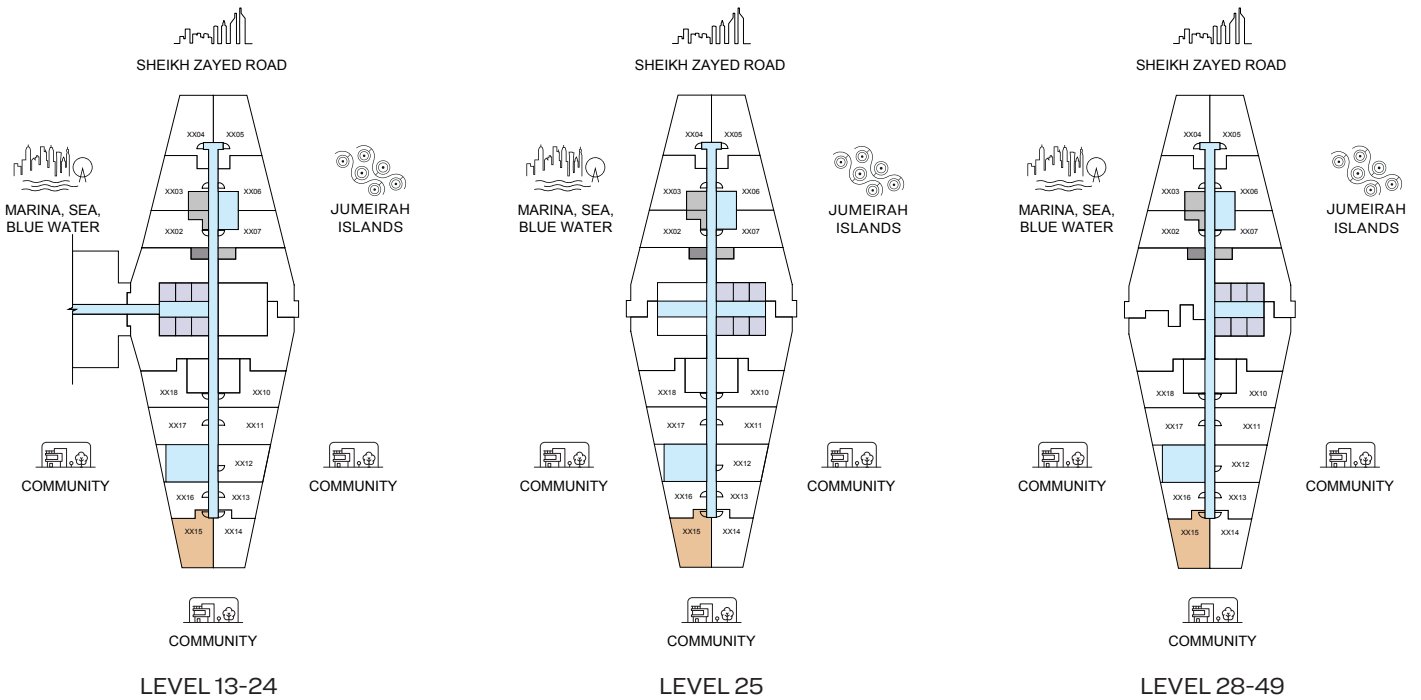 SHEIKH ZAYED ROAD
XX04
XX05
MARINA, SEA,
BLUE WATER
JUMEIRAH
ISLANDS
XX03
XX06
XX02
XX07
XX18
XX10
XX17
XX11
XX12
COMMUNITY
COMMUNITY
XX16
XX13
XX15
XX14
COMMUNITY
LEVEL 13-24
SHEIKH ZAYED ROAD
XX04
XX05
MARINA, SEA,
BLUE WATER
JUMEIRAH
ISLANDS
XX03
XX06
XX02
XX07
XX18
XX10
XX17
XX11
XX12
COMMUNITY
COMMUNITY
XX16
XX13
XX15
XX14
COMMUNITY
LEVEL 25
SHEIKH ZAYED ROAD
XX04
XX05
MARINA, SEA,
BLUE WATER
JUMEIRAH
ISLANDS
XX03
XX06
XX02
XX07
XX18
XX10
XX17
XX11
XX12
COMMUNITY
COMMUNITY
XX16
XX13
XX15
XX14
COMMUNITY
LEVEL 28-49